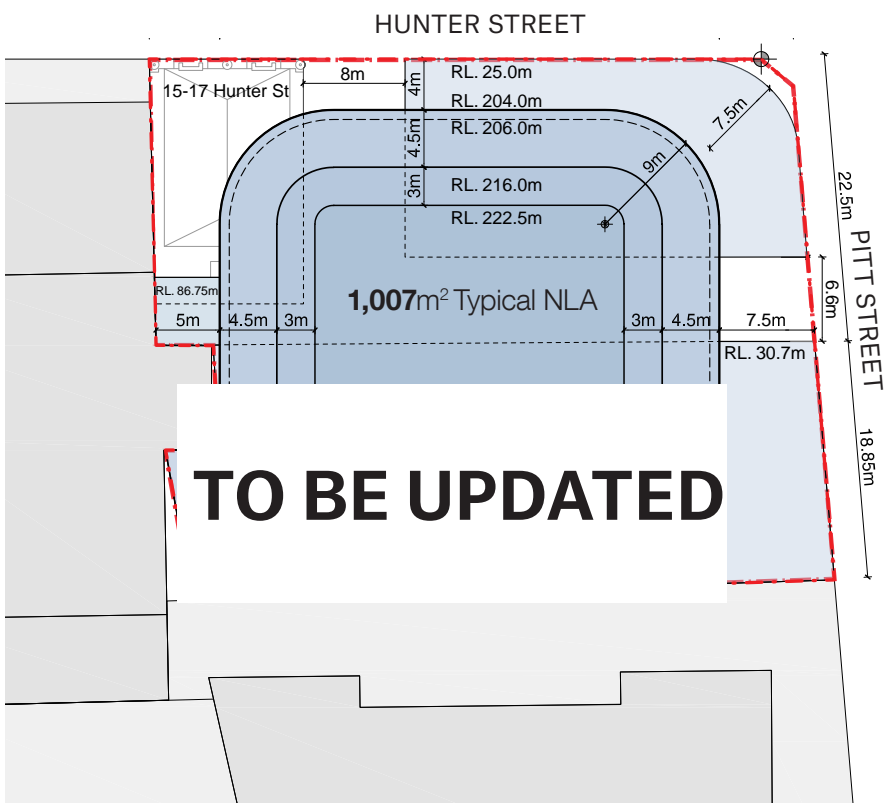 HUNTER STREET
8m
4m
RL. 25.0m
15-17 Hunter St
RL. 204.0m
7.5m
4.5m
RL. 206.0m
9m
3m
RL. 216.0m
22.5m
RL. 222.5m
PITT STREET
RL. 86.75m
1,007m² Typical NLA
6.6m
5m
4.5m
3m
3m
4.5m
7.5m
RL. 30.7m
18.85m
TO BE UPDATED